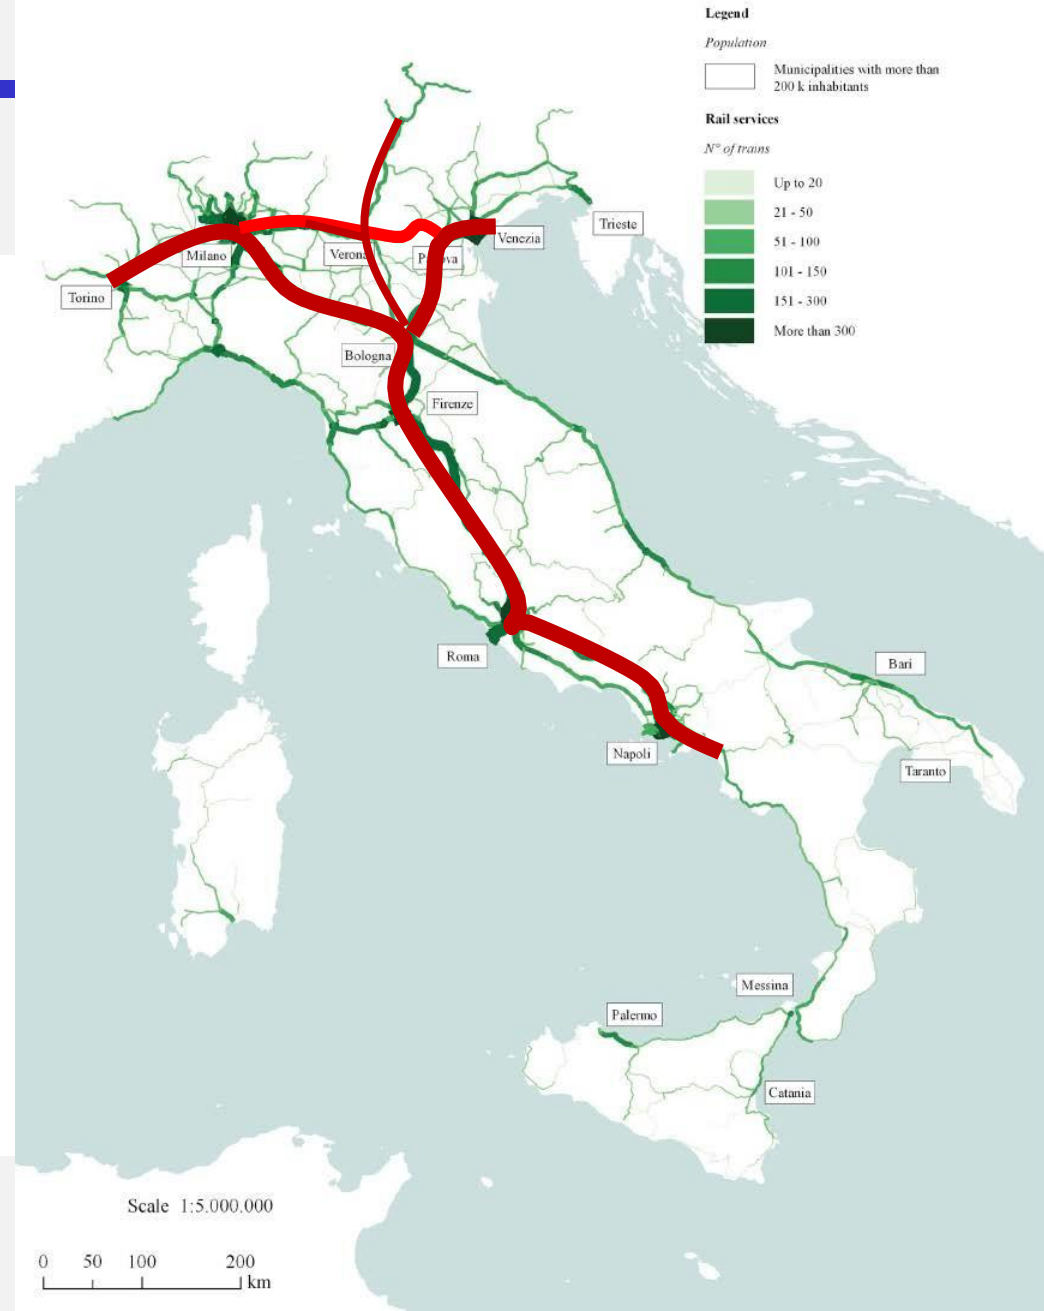 Legend
Population
Municipalities with more than
200 k inhabitants
Rail services
N° of trains
Up to 20
21 - 50
51 - 100
101 - 150
151 - 300
More than 300
Trieste
Venezia
Milano
Verona
Torino
Bologna
Firenze
Roma
Bari
Napoli
Taranto
Messina
Palermo
Catania
Scale 1:5.000.000
0 50 100 200
km